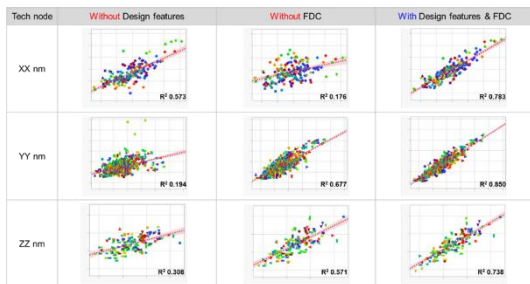 Tech node
Without Design features
Without FDC
With Design features & FDC
XX nm
R² 0.573
R² 0.176
R² 0.783
YY nm
R² 0.194
R² 0.677
R² 0.850
ZZ nm
R² 0.308
R² 0.571
R² 0.738